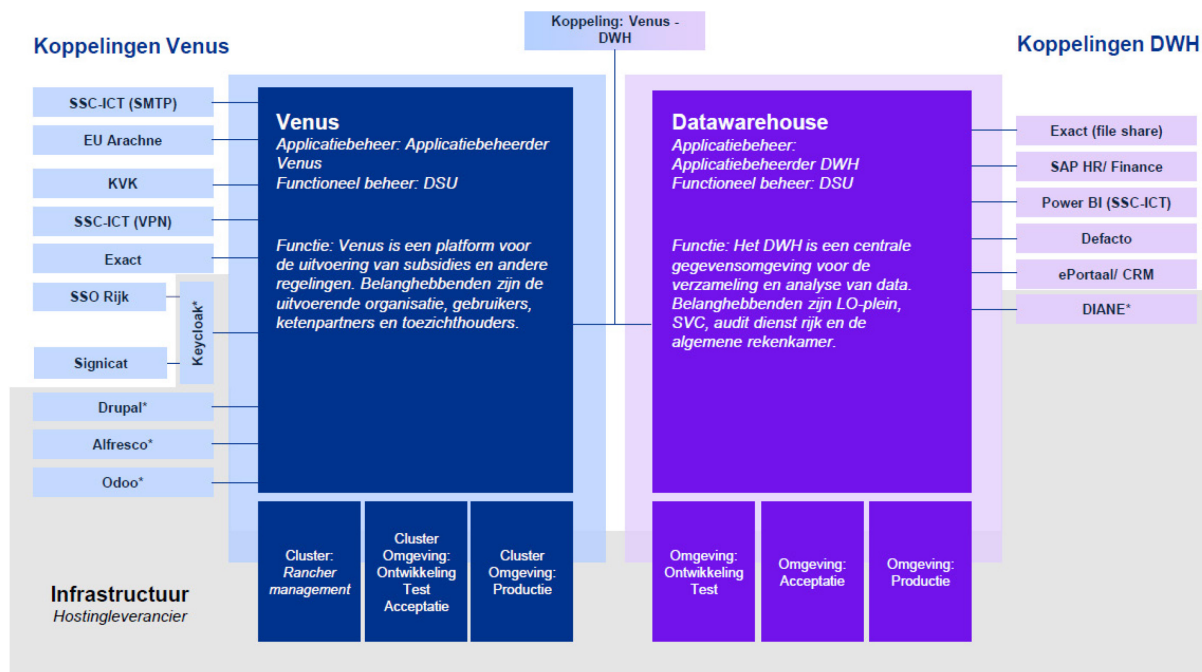 Koppeling: Venus -
DWH
Koppelingen Venus
Koppelingen DWH
SSC-ICT (SMTP)
EU Arachne
KVK
SSC-ICT (VPN)
Exact
SSO Rijk
Keycloak*
Signicat
Drupal*
Alfresco*
Odoo*
Venus
Applicatiebeheer: Applicatiebeheerder
Venus
Functioneel beheer: DSU
Functie: Venus is een platform voor
de uitvoering van subsidies en andere
regelingen. Belanghebbenden zijn de
uitvoerende organisatie, gebruikers,
ketenpartners en toezichthouders.
Datawarehouse
Applicatiebeheer:
Applicatiebeheerder DWH
Functioneel beheer: DSU
Functie: Het DWH is een centrale
gegevensomgeving voor de
verzameling en analyse van data.
Belanghebbenden zijn LO-plein,
SVC, audit dienst rijk en de
algemene rekenkamer.
Exact (file share)
SAP HR/ Finance
Power BI (SSC-ICT)
Defacto
ePortaal/ CRM
DIANE*
Cluster:
Rancher
management
Cluster
Omgeving:
Ontwikkeling
Test
Acceptatie
Cluster
Omgeving:
Productie
Omgeving:
Ontwikkeling
Test
Omgeving:
Acceptatie
Omgeving:
Productie
Infrastructuur
Hostingleverancier